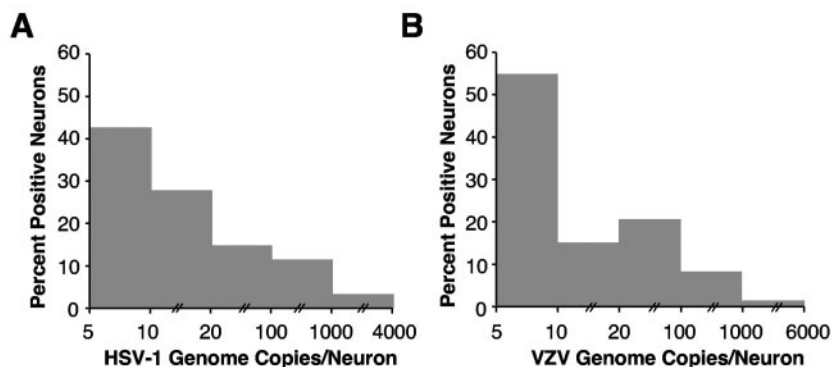 A
Percent Positive Neurons
60
50
40
30
20
10
0
5 10 20 100 1000 4000
HSV-1 Genome Copies/Neuron
B
Percent Positive Neurons
60
50
40
30
20
10
0
5 10 20 100 1000 6000
VZV Genome Copies/Neuron